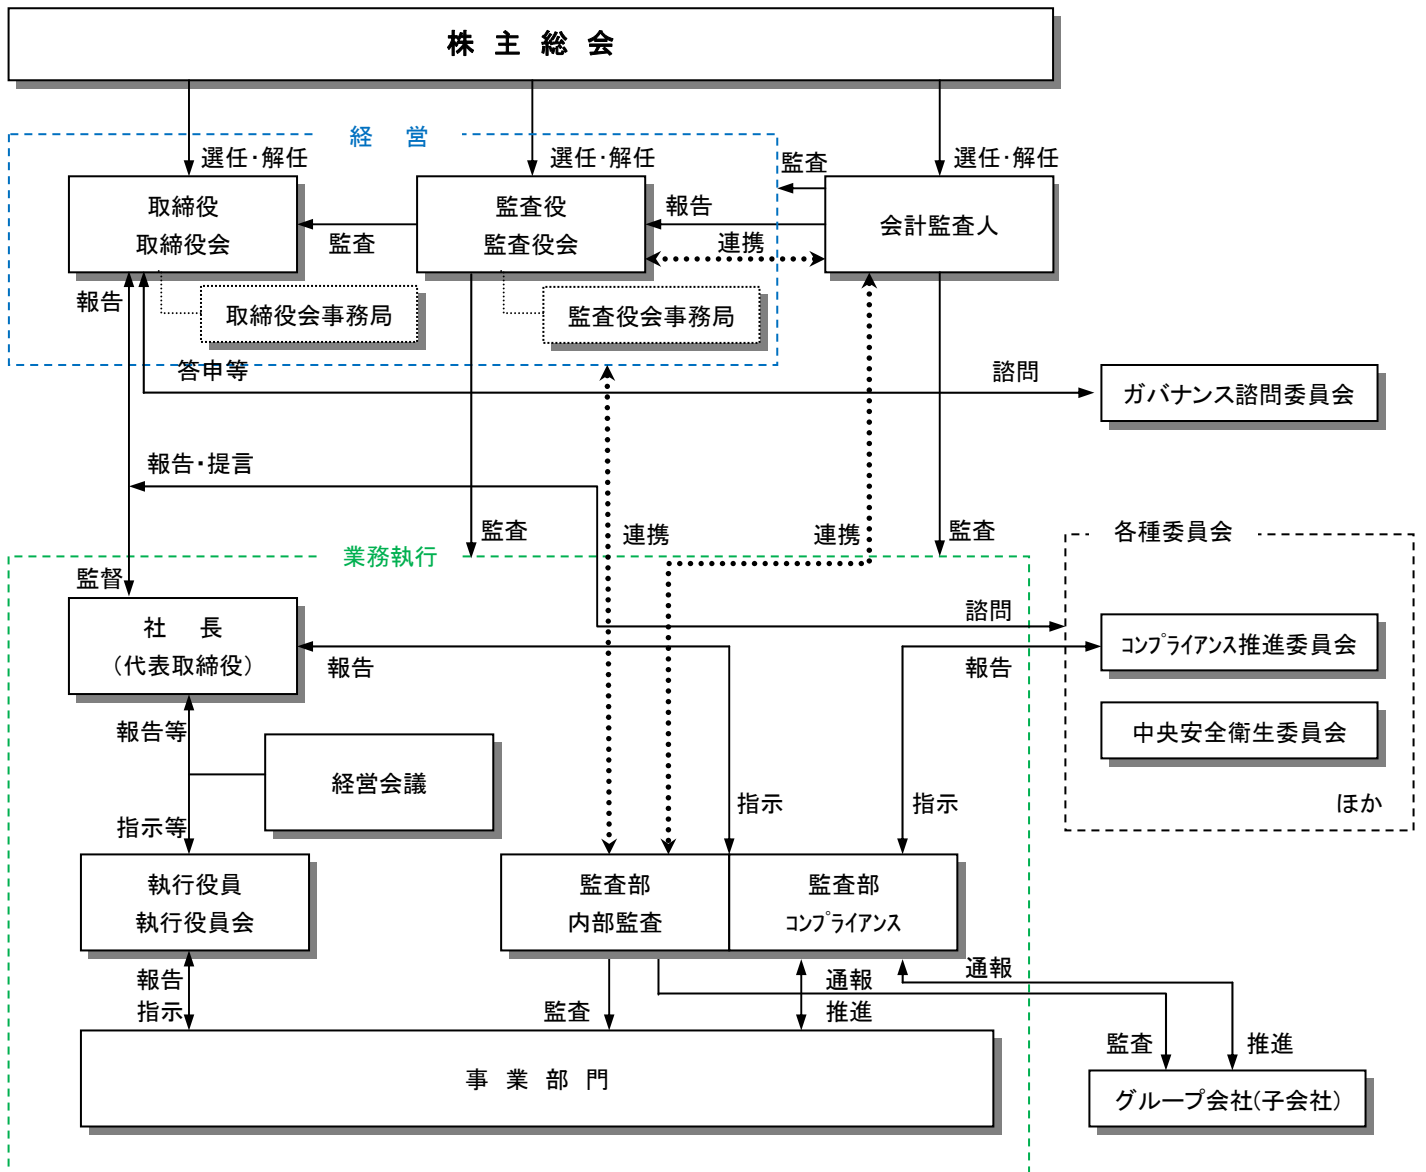 株 主 総 会
経 営
選任･解任
選任･解任
監査
選任･解任
取締役
取締役会
監査
監査役
監査役会
報告
連携
会計監査人
報告
取締役会事務局
監査役会事務局
答申等
諮問
ガバナンス諮問委員会
報告･提言
監査
連携
連携
監査
各種委員会
業務執行
監督
社 長
(代表取締役)
報告
諮問
報告
コンプライアンス推進委員会
中央安全衛生委員会
ほか
報告等
経営会議
指示等
指示
指示
執行役員
執行役員会
監査部
内部監査
監査部
コンプライアンス
報告
指示
監査
通報
推進
通報
監査
推進
事 業 部 門
グループ会社(子会社)